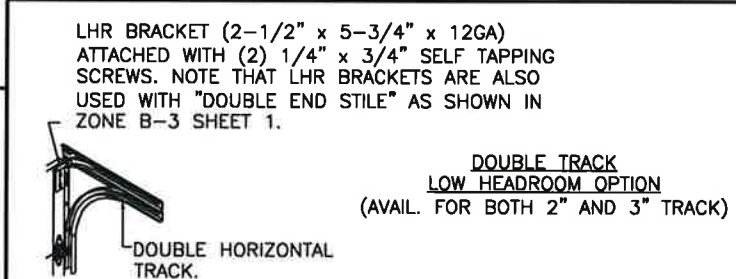 LHR BRACKET (2-1/2" x 5-3/4" x 12GA)
ATTACHED WITH (2) 1/4" x 3/4" SELF TAPPING
SCREWS. NOTE THAT LHR BRACKETS ARE ALSO
USED WITH "DOUBLE END STILE" AS SHOWN IN
ZONE B-3 SHEET 1.
DOUBLE TRACK
LOW HEADROOM OPTION
(AVAIL. FOR BOTH 2" AND 3" TRACK)
DOUBLE HORIZONTAL
TRACK.